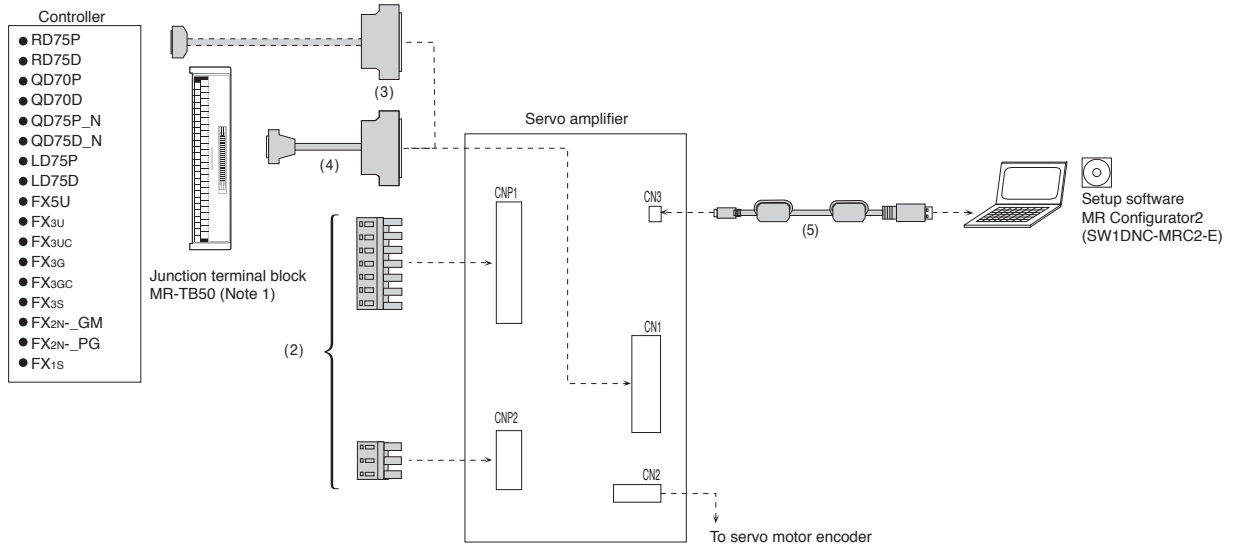 Controller
● RD75P
● RD75D
● QD70P
● QD70D
● QD75P_N
● QD75D_N
● LD75P
● LD75D
● FX5U
● FX3U
● FX3UC
● FX3G
● FX3GC
● FX3S
● FX2N-_GM
● FX2N-_PG
● FX1S
(3)
(4)
Junction terminal block
MR-TB50 (Note 1)
(2)
Servo amplifier
CNP1
CN3
CN1
CNP2
CN2
(5)
Setup software
MR Configurator2
(SW1DNC-MRC2-E)
To servo motor encoder